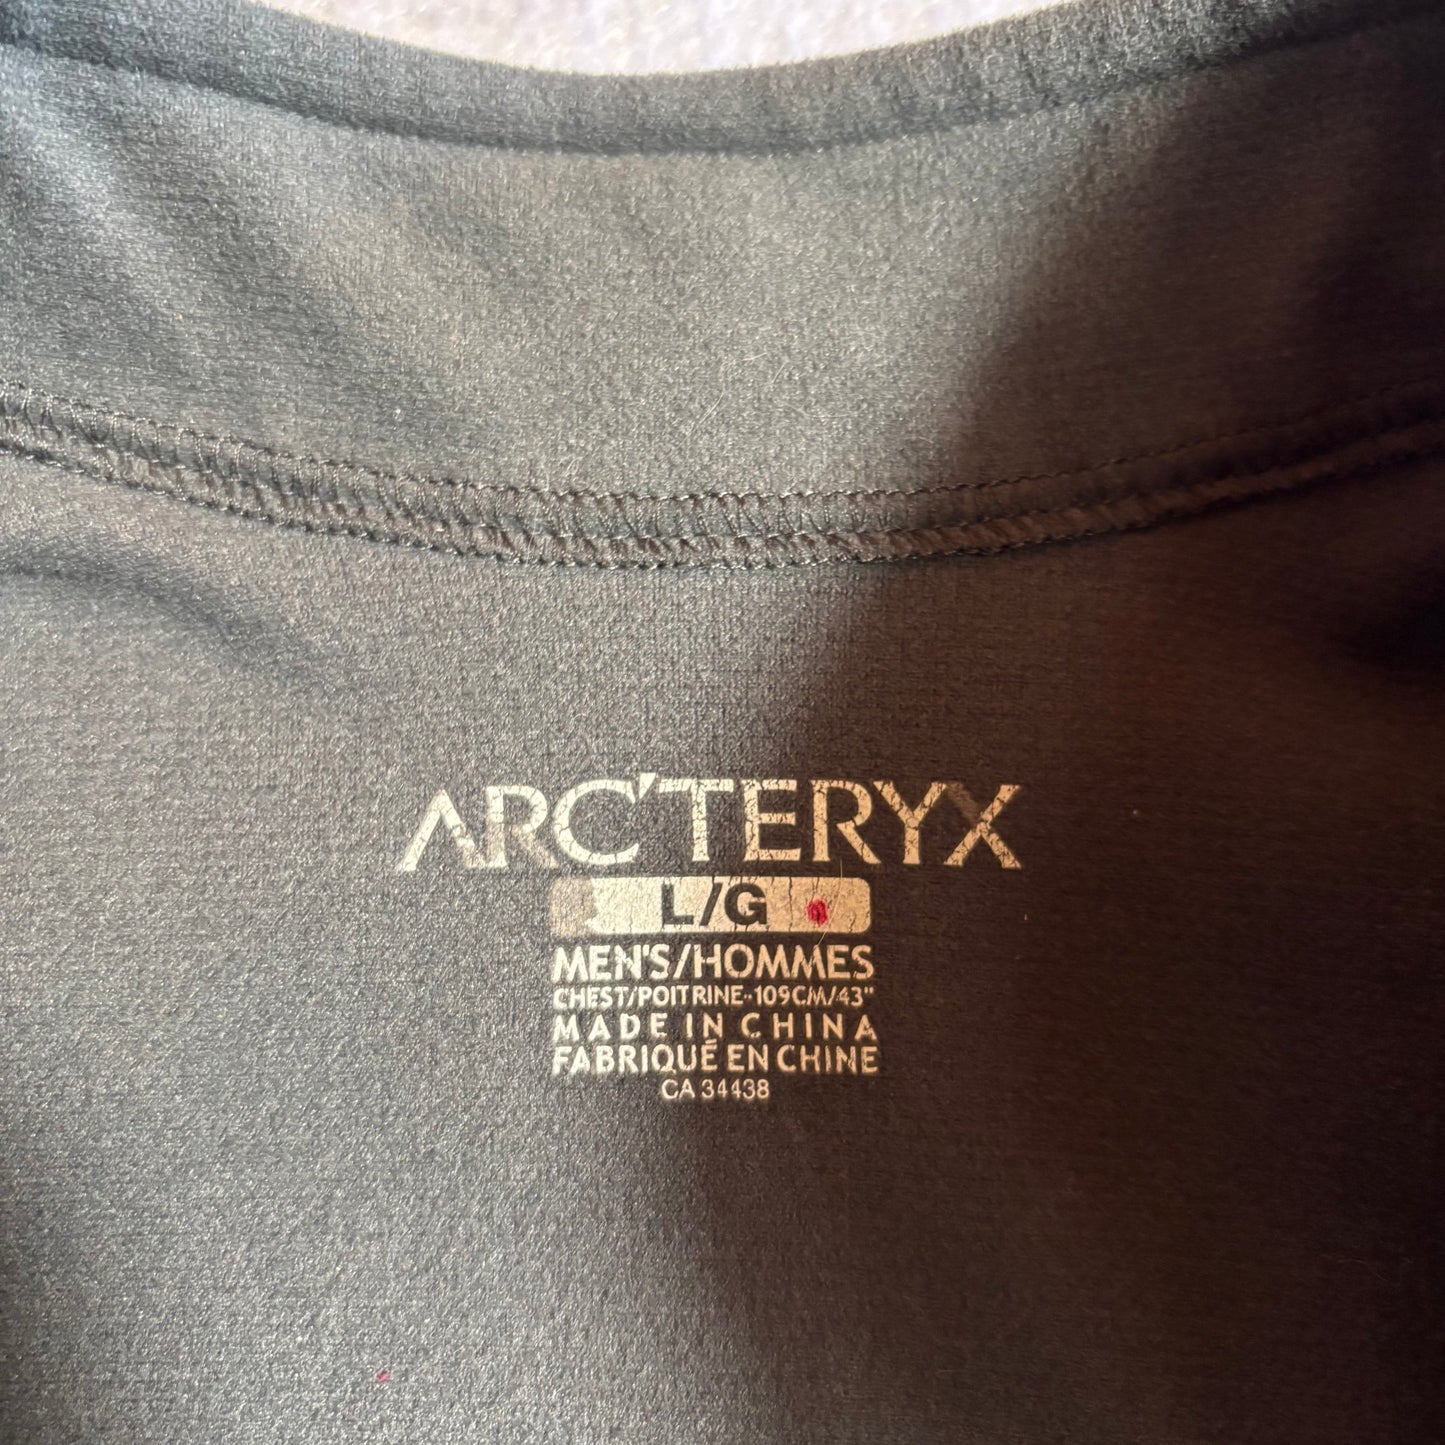 ARC'TERYX
L/G
MEN'S/HOMMES
CHEST/POITRINE-109CM/43"
MADE IN CHINA
FABRIQUÉ EN CHINE
CA 34438